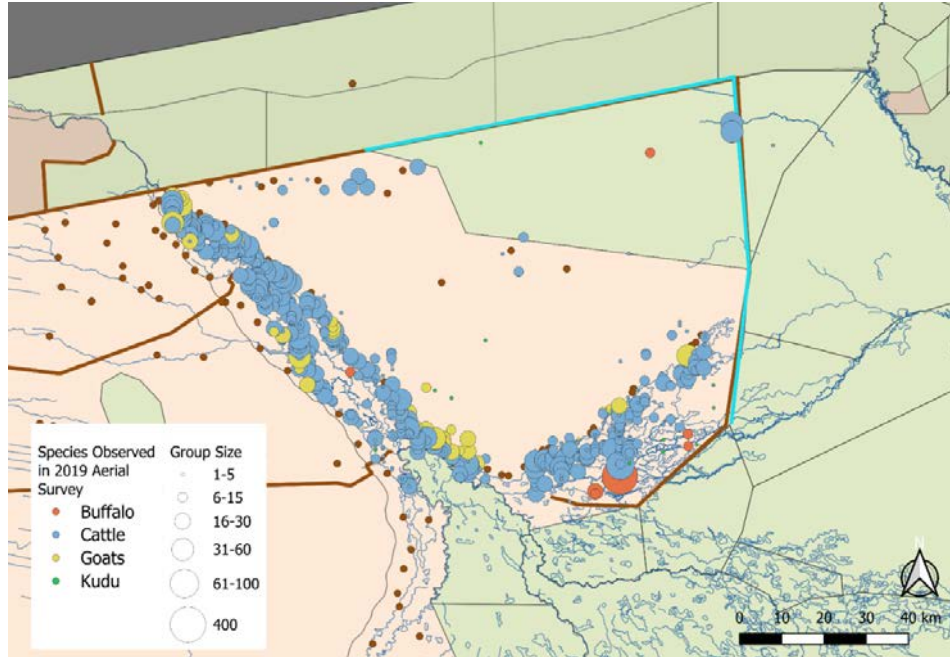 Species Observed
in 2019 Aerial
Survey
Buffalo
Cattle
Goats
Kudu
Group Size
1-5
6-15
16-30
31-60
61-100
400
N
0 10 20 30 40 km